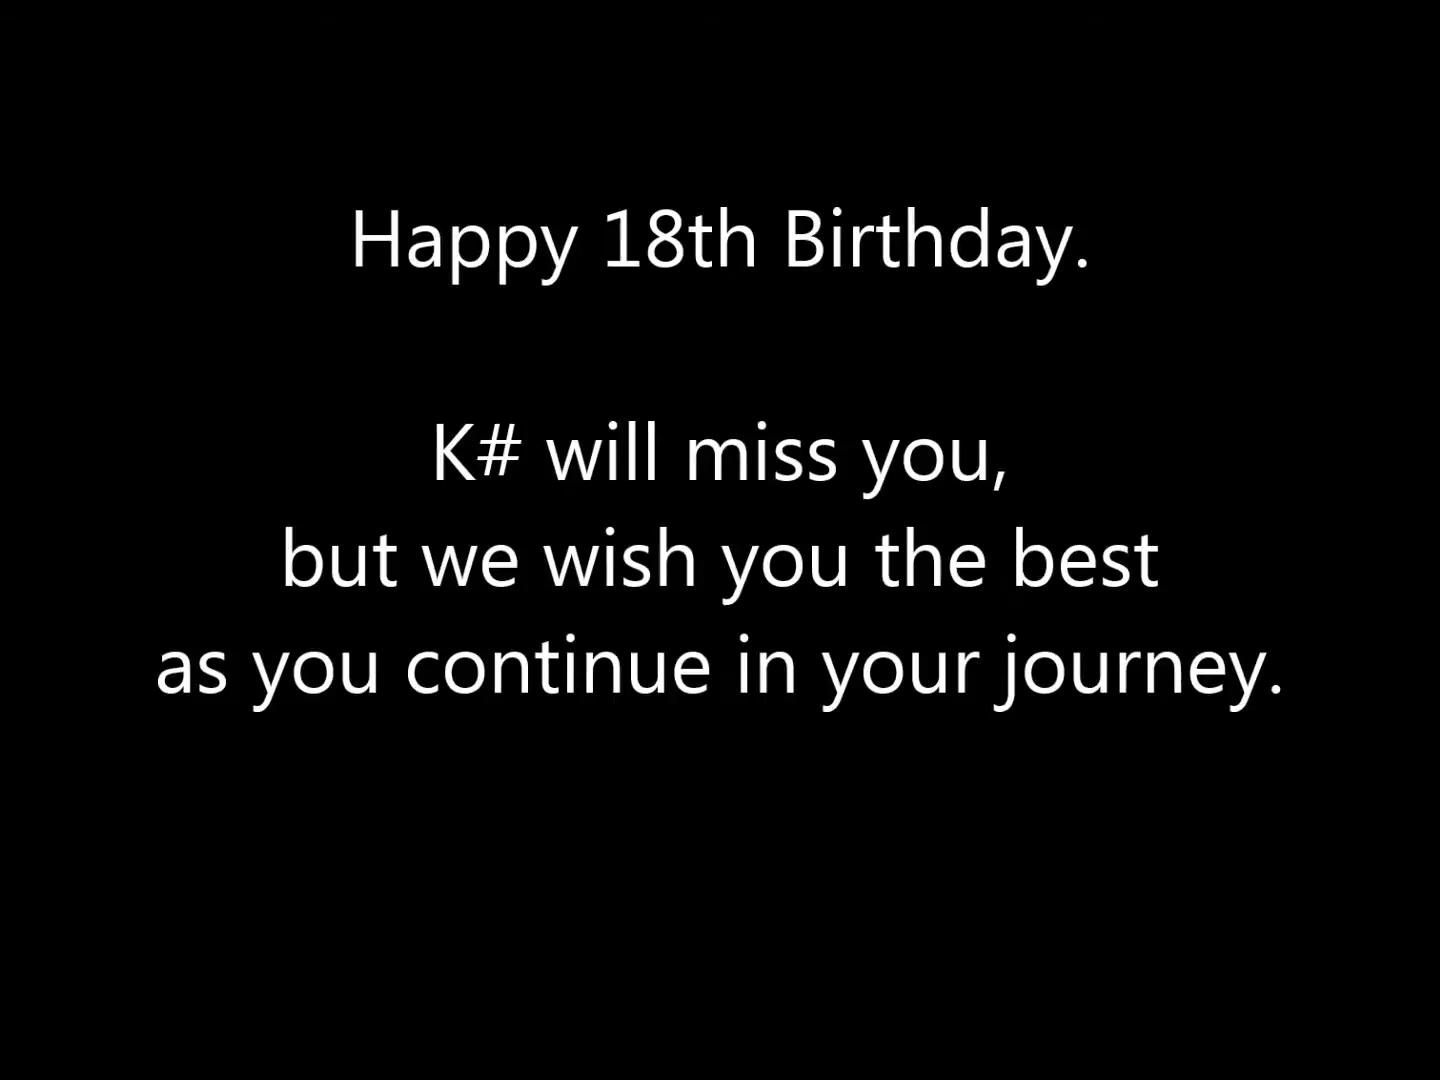 Happy 18th Birthday.
K# will miss you,
but we wish you the best
as you continue in your journey.